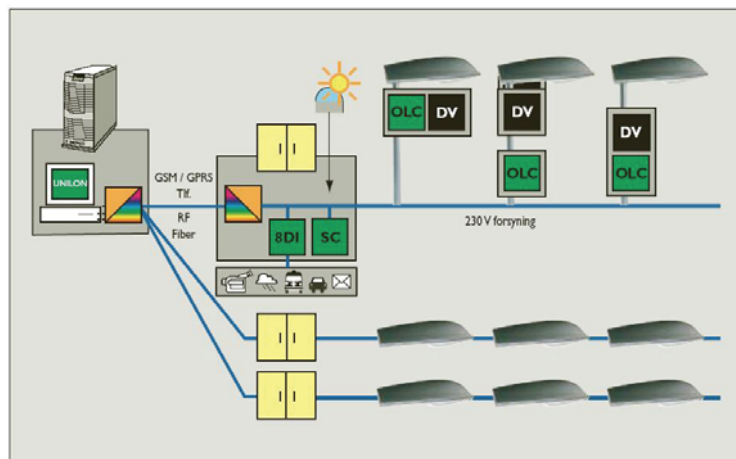 UNILON
GSM / GPRS
Tlf.
RF
Fiber
8DI
SC
OLC
DV
DV
OLC
DV
OLC
230 V forsyning